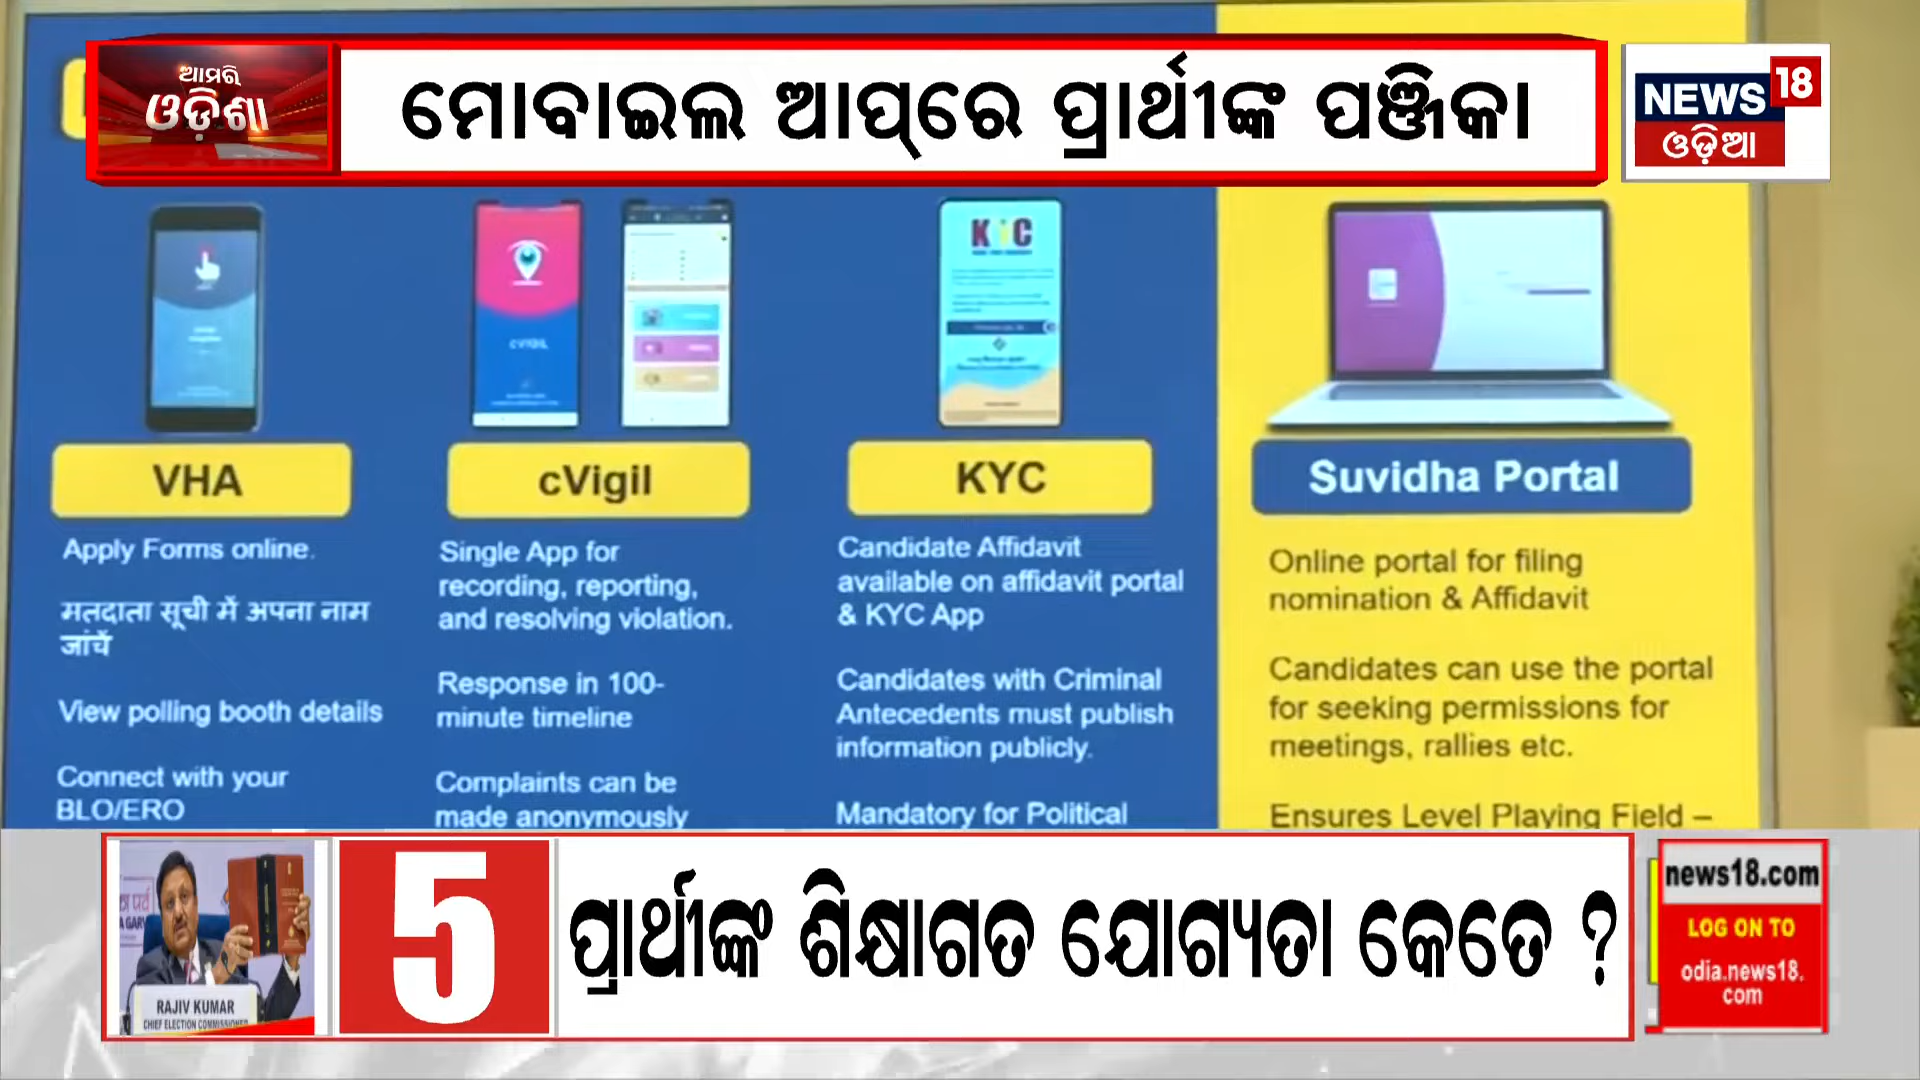 ଆମରି
ଓଡ଼ିଶା
ମୋବାଇଲ ଆପ୍‌ରେ ପ୍ରାର୍ଥୀଙ୍କ ପଞ୍ଜିକା
NEWS 18
ଓଡ଼ିଆ
KYC
cVIGIL
VHA
Apply Forms online.
मतदाता सूची में अपना नाम
जांचें
View polling booth details
Connect with your
BLO/ERO
cVigil
Single App for
recording, reporting,
and resolving violation.
Response in 100-
minute timeline
Complaints can be
made anonymously
KYC
Candidate Affidavit
available on affidavit portal
& KYC App
Candidates with Criminal
Antecedents must publish
information publicly.
Mandatory for Political
Suvidha Portal
Online portal for filing
nomination & Affidavit
Candidates can use the portal
for seeking permissions for
meetings, rallies etc.
Ensures Level Playing Field –
RAJIV KUMAR
CHIEF ELECTION COMMISSIONER
5
ପ୍ରାର୍ଥୀଙ୍କ ଶିକ୍ଷାଗତ ଯୋଗ୍ୟତା କେତେ ?
news18.com
LOG ON TO
odia.news18.
com